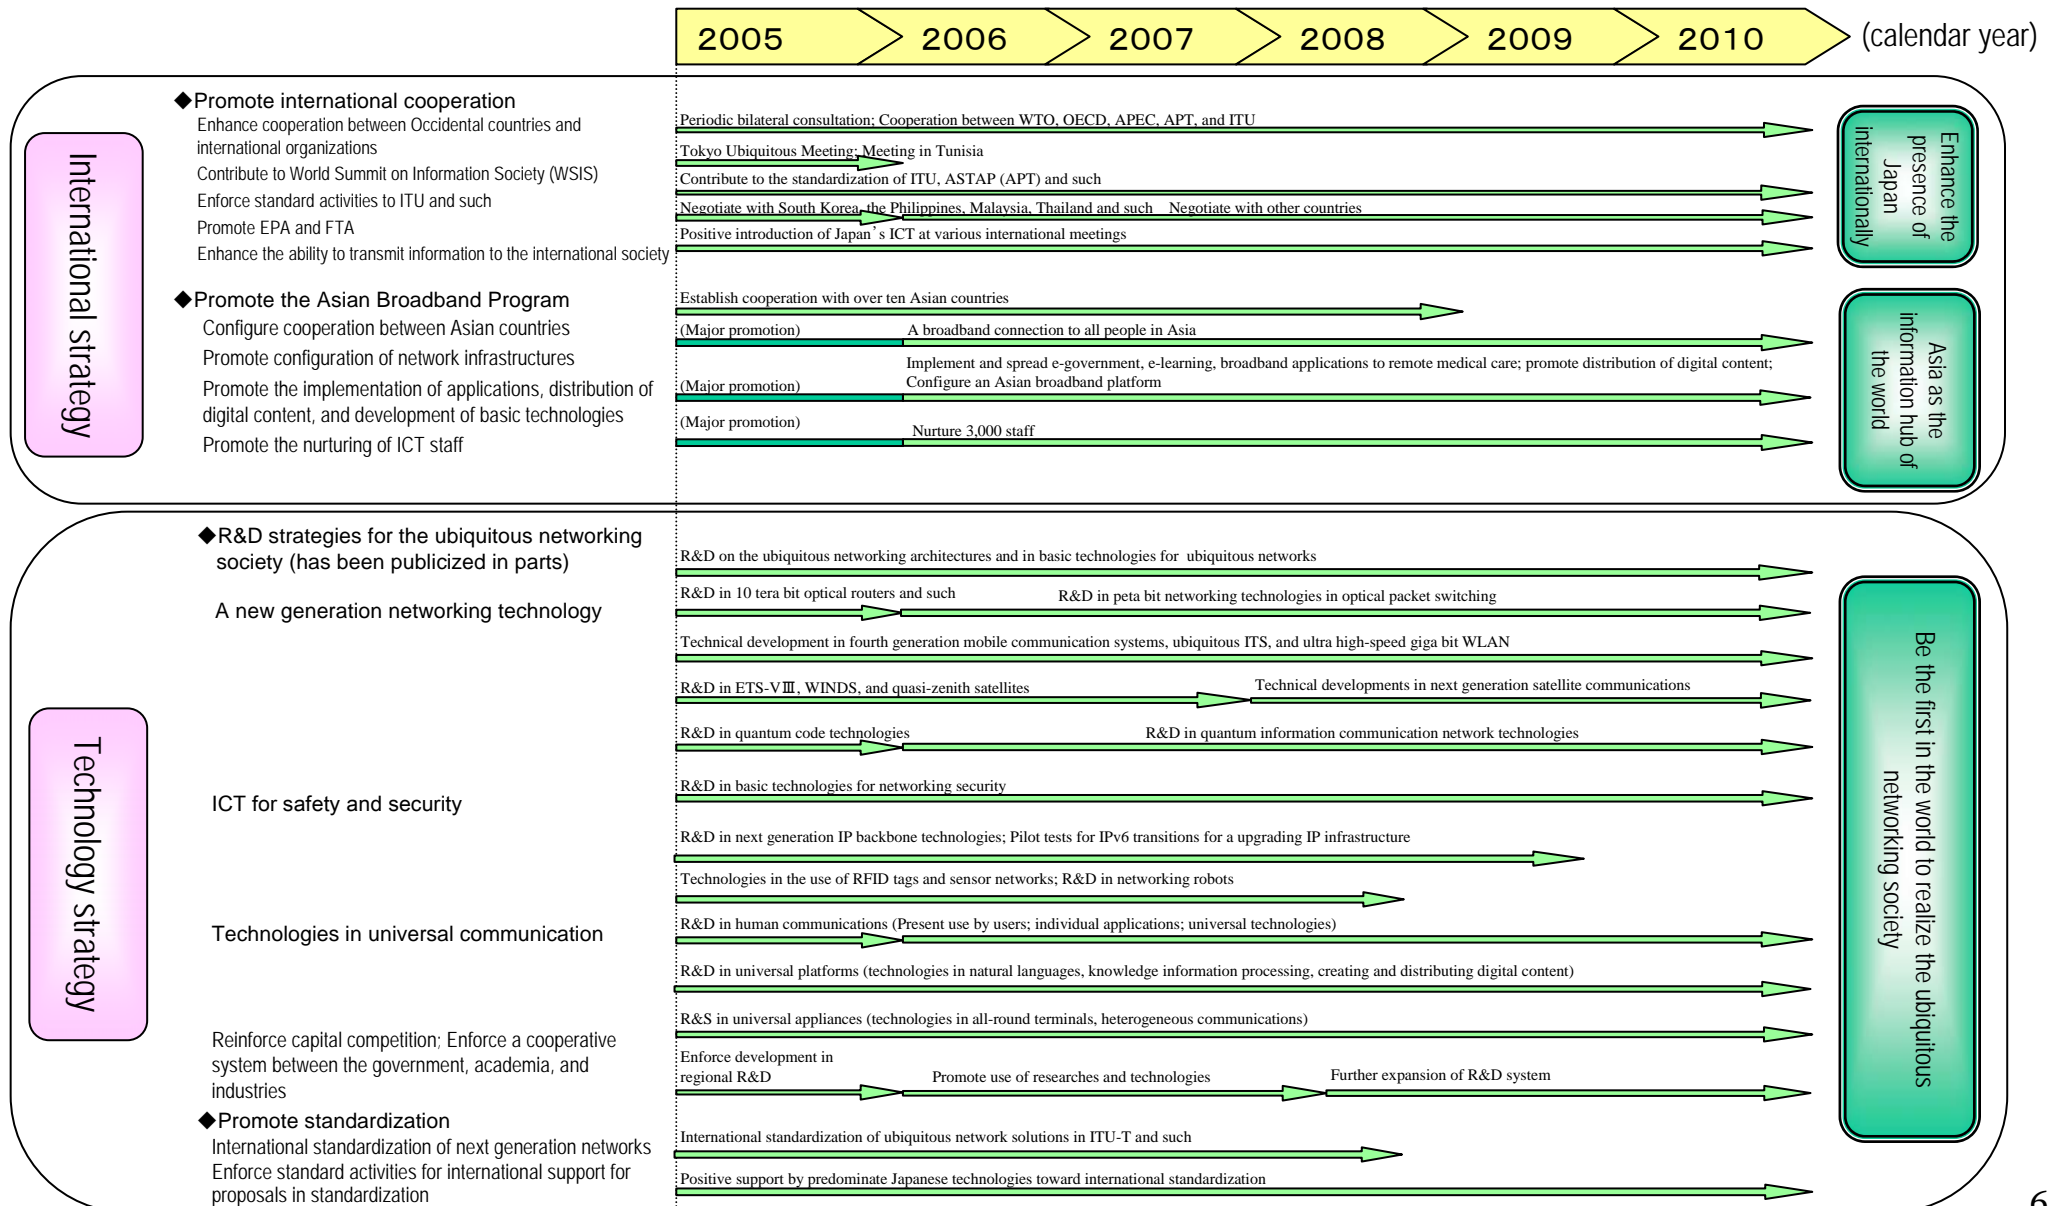 2005 2006 2007 2008 2009 2010 (calendar year)
International strategy
◆Promote international cooperation
Enhance cooperation between Occidental countries and
international organizations
Contribute to World Summit on Information Society (WSIS)
Enforce standard activities to ITU and such
Promote EPA and FTA
Enhance the ability to transmit information to the international society
Periodic bilateral consultation; Cooperation between WTO, OECD, APEC, APT, and ITU
Tokyo Ubiquitous Meeting; Meeting in Tunisia
Contribute to the standardization of ITU, ASTAP (APT) and such
Negotiate with South Korea, the Philippines, Malaysia, Thailand and such Negotiate with other countries
Positive introduction of Japan's ICT at various international meetings
Enhance the
presence of
Japan
internationally
◆Promote the Asian Broadband Program
Configure cooperation between Asian countries
Promote configuration of network infrastructures
Promote the implementation of applications, distribution of
digital content, and development of basic technologies
Promote the nurturing of ICT staff
Establish cooperation with over ten Asian countries
(Major promotion) A broadband connection to all people in Asia
Implement and spread e-government, e-learning, broadband applications to remote medical care; promote distribution of digital content;
(Major promotion) Configure an Asian broadband platform
(Major promotion)
Nurture 3,000 staff
Asia as the
information hub of
the world
Technology strategy
◆R&D strategies for the ubiquitous networking
society (has been publicized in parts)
A new generation networking technology
ICT for safety and security
Technologies in universal communication
Reinforce capital competition; Enforce a cooperative
system between the government, academia, and
industries
◆Promote standardization
International standardization of next generation networks
Enforce standard activities for international support for
proposals in standardization
R&D on the ubiquitous networking architectures and in basic technologies for ubiquitous networks
R&D in 10 tera bit optical routers and such R&D in peta bit networking technologies in optical packet switching
Technical development in fourth generation mobile communication systems, ubiquitous ITS, and ultra high-speed giga bit WLAN
R&D in ETS-VⅢ, WINDS, and quasi-zenith satellites Technical developments in next generation satellite communications
R&D in quantum code technologies R&D in quantum information communication network technologies
R&D in basic technologies for networking security
R&D in next generation IP backbone technologies; Pilot tests for IPv6 transitions for a upgrading IP infrastructure
Technologies in the use of RFID tags and sensor networks; R&D in networking robots
R&D in human communications (Present use by users; individual applications; universal technologies)
R&D in universal platforms (technologies in natural languages, knowledge information processing, creating and distributing digital content)
R&S in universal appliances (technologies in all-round terminals, heterogeneous communications)
Enforce development in
regional R&D Promote use of researches and technologies Further expansion of R&D system
International standardization of ubiquitous network solutions in ITU-T and such
Positive support by predominate Japanese technologies toward international standardization
Be the first in the world to realize the ubiquitous
networking society
6